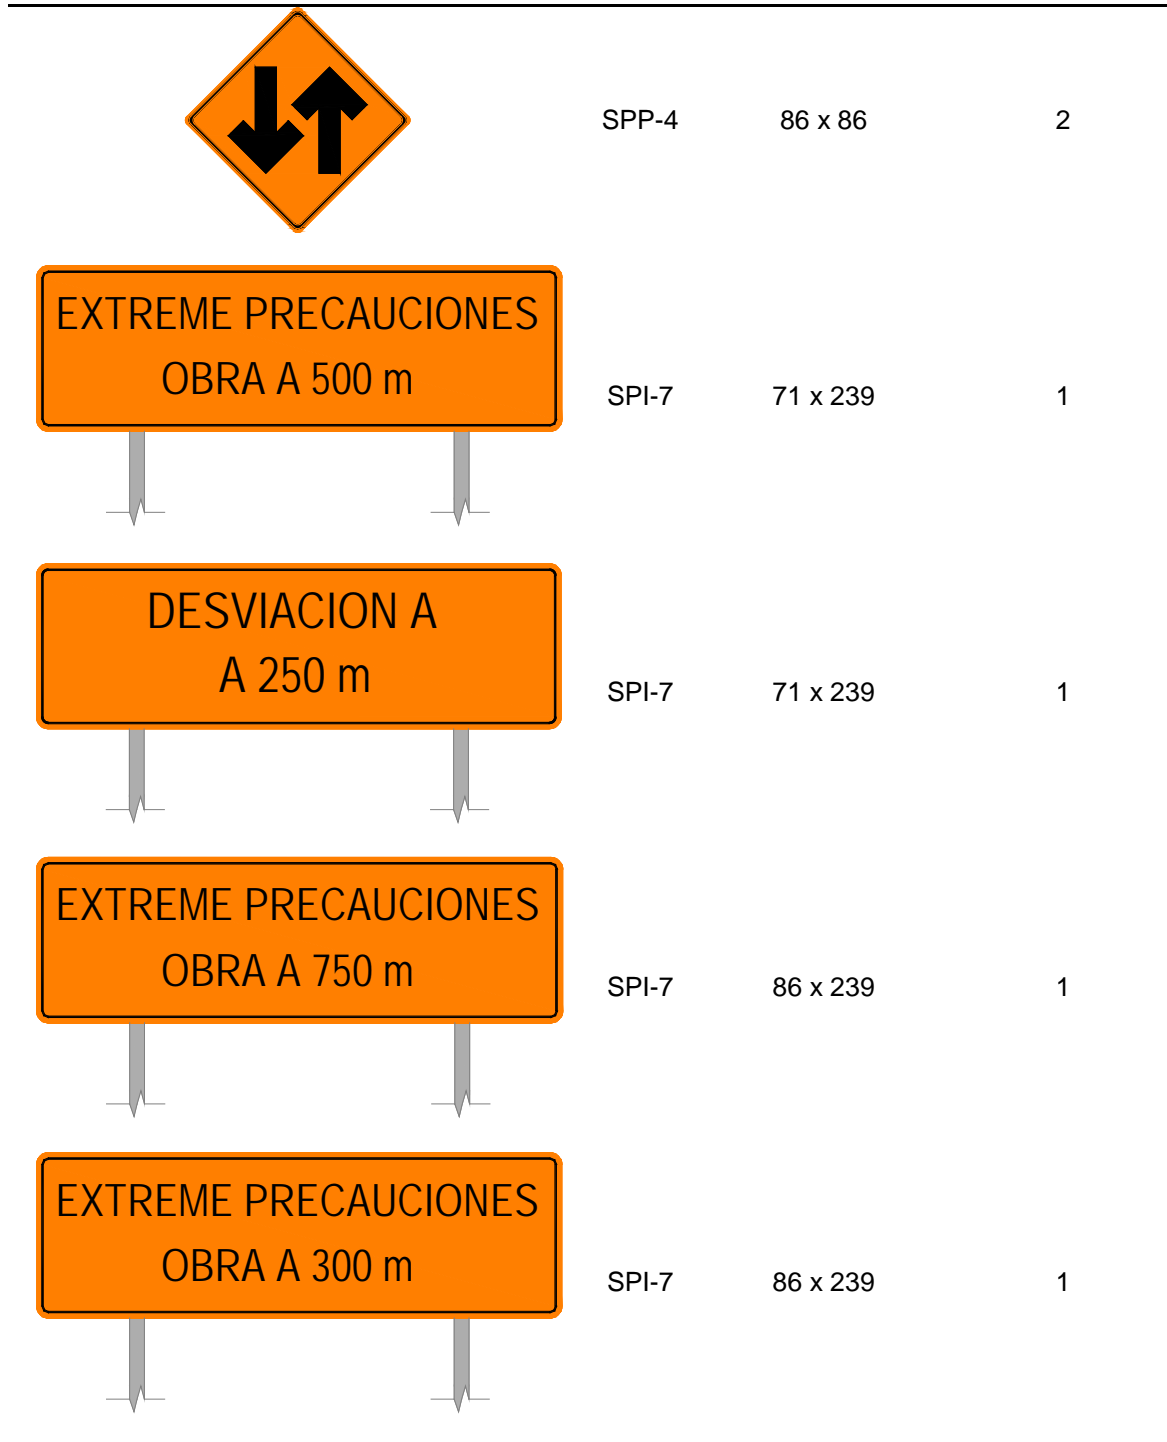 SPP-4 86 x 86 2
EXTREME PRECAUCIONES
OBRA A 500 m
SPI-7 71 x 239 1
DESVIACION A
A 250 m
SPI-7 71 x 239 1
EXTREME PRECAUCIONES
OBRA A 750 m
SPI-7 86 x 239 1
EXTREME PRECAUCIONES
OBRA A 300 m
SPI-7 86 x 239 1